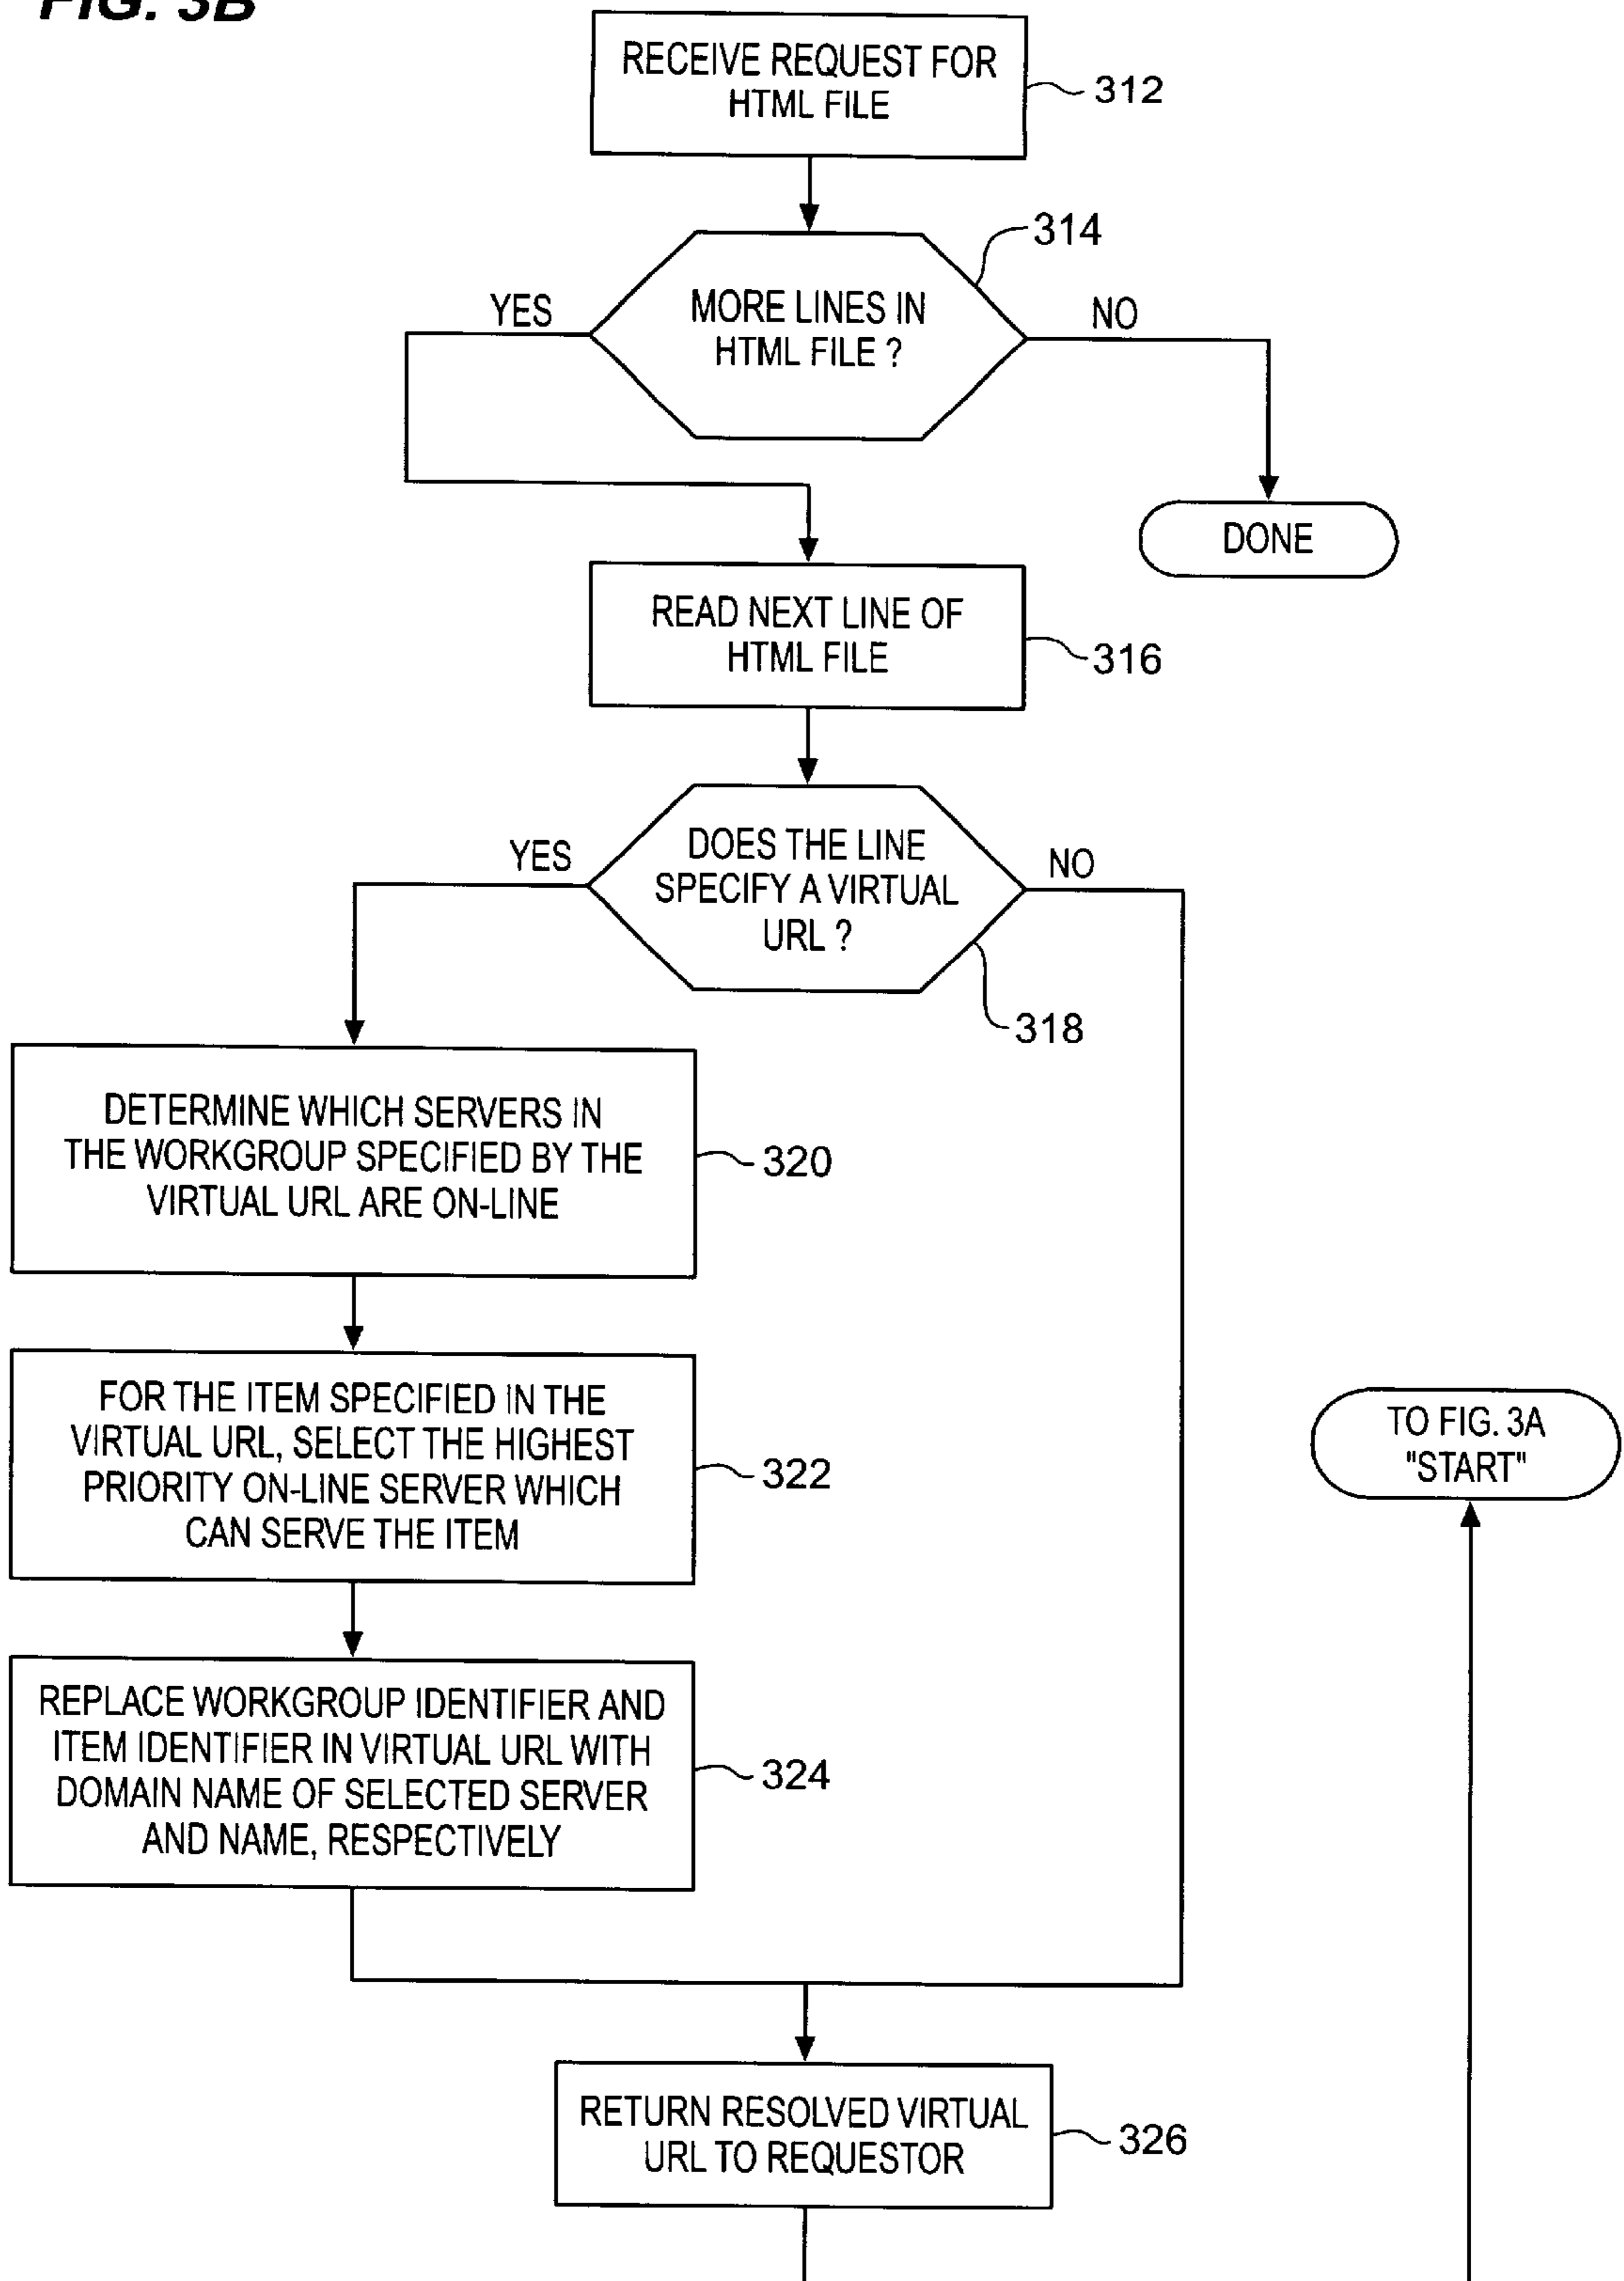 FIG. 3B
RECEIVE REQUEST FOR
HTML FILE
312
314
YES
MORE LINES IN
HTML FILE ?
NO
DONE
READ NEXT LINE OF
HTML FILE
316
YES
DOES THE LINE
SPECIFY A VIRTUAL
URL ?
NO
318
DETERMINE WHICH SERVERS IN
THE WORKGROUP SPECIFIED BY THE
VIRTUAL URL ARE ON-LINE
320
FOR THE ITEM SPECIFIED IN THE
VIRTUAL URL, SELECT THE HIGHEST
PRIORITY ON-LINE SERVER WHICH
CAN SERVE THE ITEM
322
TO FIG. 3A
"START"
REPLACE WORKGROUP IDENTIFIER AND
ITEM IDENTIFIER IN VIRTUAL URL WITH
DOMAIN NAME OF SELECTED SERVER
AND NAME, RESPECTIVELY
324
RETURN RESOLVED VIRTUAL
URL TO REQUESTOR
326